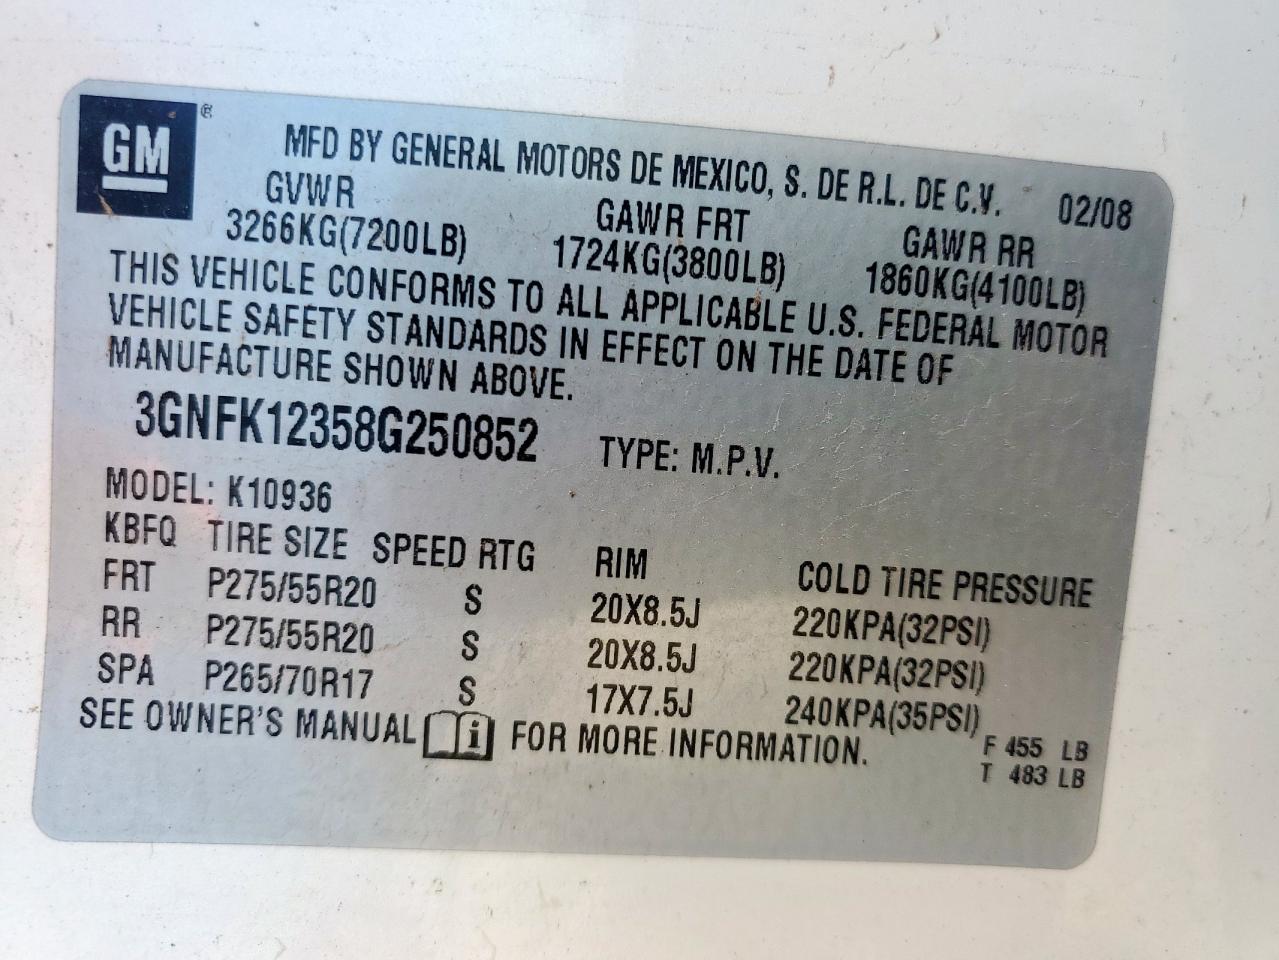 GM ®
MFD BY GENERAL MOTORS DE MEXICO, S. DE R.L. DE C.V. 02/08
GVWR GAWR FRT GAWR RR
3266KG(7200LB) 1724KG(3800LB) 1860KG(4100LB)
THIS VEHICLE CONFORMS TO ALL APPLICABLE U.S. FEDERAL MOTOR
VEHICLE SAFETY STANDARDS IN EFFECT ON THE DATE OF
MANUFACTURE SHOWN ABOVE.
3GNFK12358G250852 TYPE: M.P.V.
MODEL: K10936
KBFQ TIRE SIZE SPEED RTG RIM COLD TIRE PRESSURE
FRT P275/55R20 S 20X8.5J 220KPA(32PSI)
RR P275/55R20 S 20X8.5J 220KPA(32PSI)
SPA P265/70R17 S 17X7.5J 240KPA(35PSI)
SEE OWNER'S MANUAL i FOR MORE INFORMATION.
F 455 LB
T 483 LB